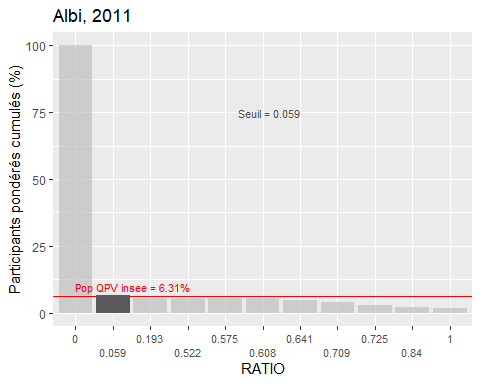 Albi, 2011
Participants pondérés cumulés (%)
100
75
50
25
0
Seuil = 0.059
Pop QPV insee = 6.31%
0 0.193 0.575 0.641 0.725 1
0.059 0.522 0.608 0.709 0.84
RATIO